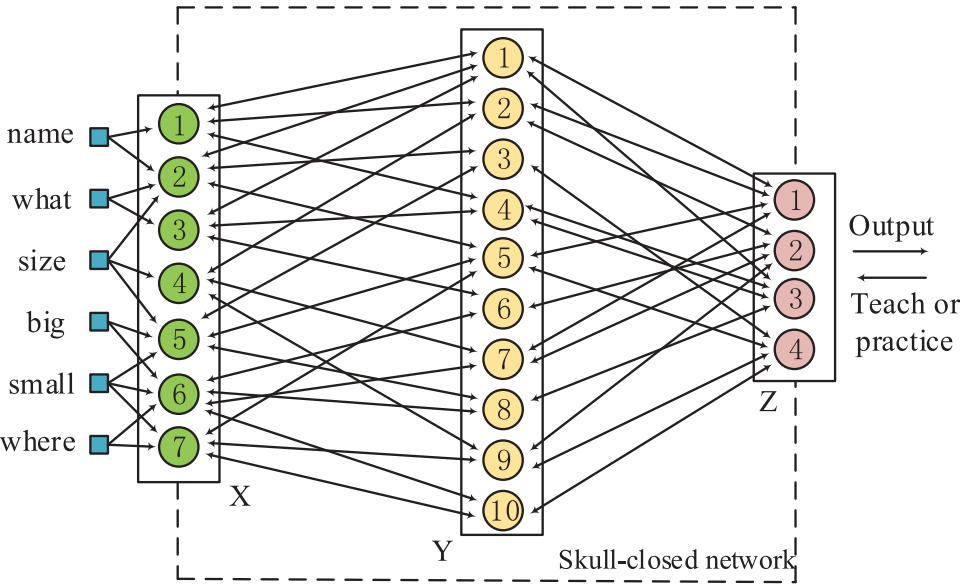 name
what
size
big
small
where
1
2
3
4
5
6
7
X
1
2
3
4
5
6
7
8
9
10
Y
1
2
3
4
Z
Output
Teach or
practice
Skull-closed network